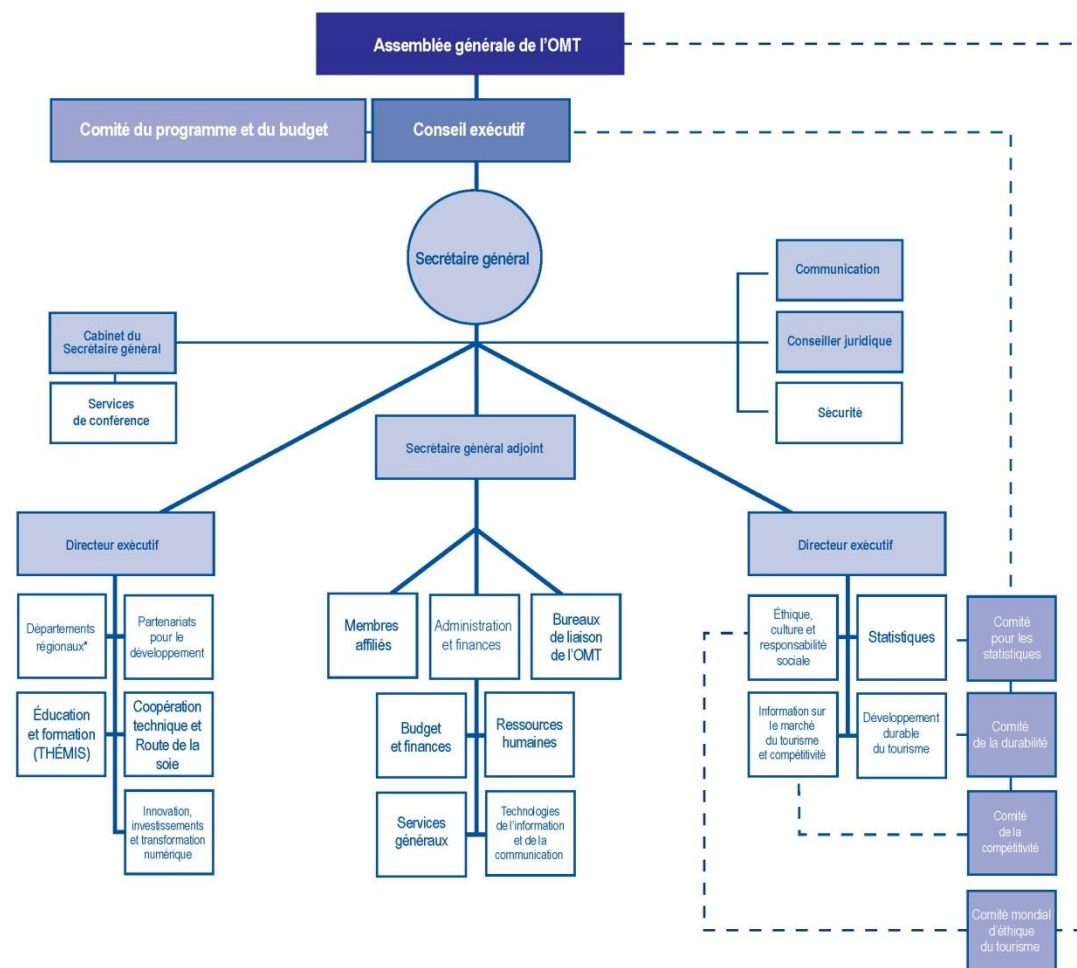 Assemblée générale de l'OMT
Comité du programme et du budget
Conseil exécutif
Secrétaire général
Communication
Cabinet du
Secrétaire général
Conseiller juridique
Services
de conférence
Sécurité
Secrétaire général adjoint
Directeur exécutif
Directeur exécutif
Départements
régionaux*
Partenariats
pour le
développement
Membres
affiliés
Administration
et finances
Bureaux
de liaison
de l'OMT
Éthique,
culture et
responsabilité
sociale
Statistiques
Comité
pour les
statistiques
Éducation
et formation
(THÉMIS)
Coopération
technique et
Route de la
soie
Budget
et finances
Ressources
humaines
Information sur
le marché
du tourisme
et compétitivité
Développement
durable
du tourisme
Comité
de la durabilité
Innovation,
investissements
et transformation
numérique
Services
généraux
Technologies
de l'information
et de la
communication
Comité
de la
compétitivité
Comité mondial
d'éthique
du tourisme